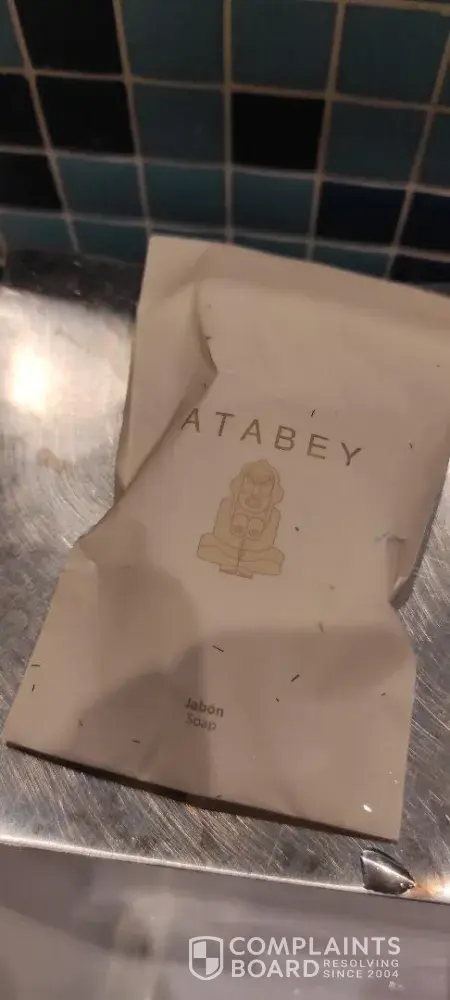 ATABEY
Jabón
Soap
COMPLAINTS
BOARD RESOLVING
SINCE 2004